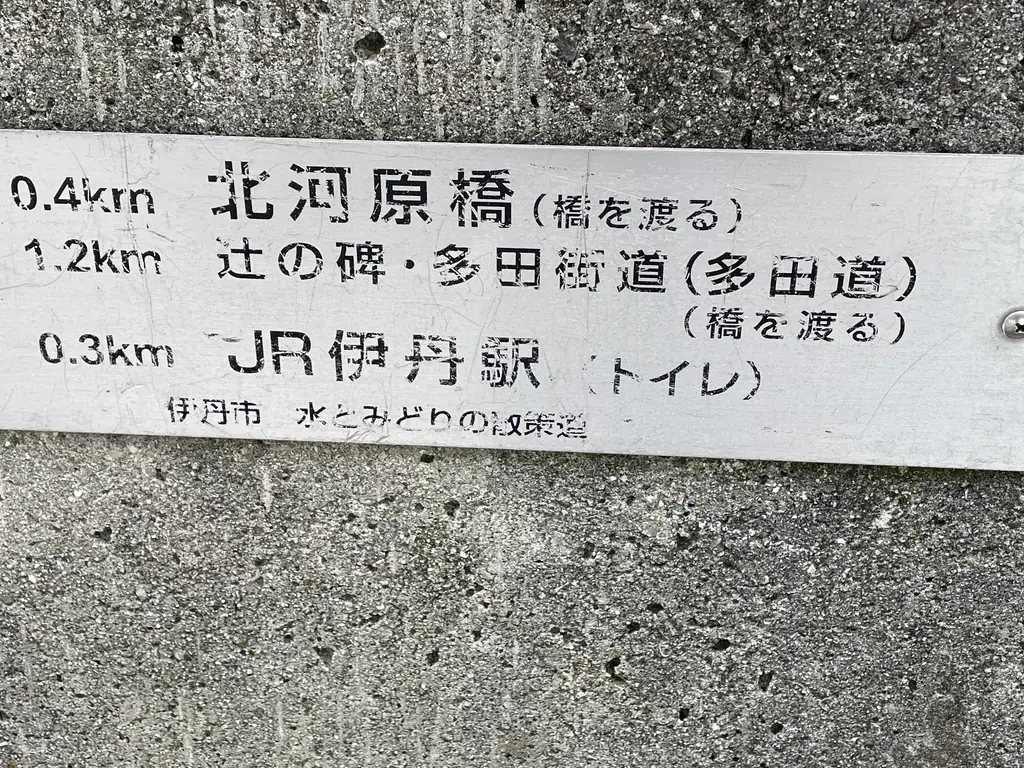 0.4km 北河原橋(橋を渡る)
1.2km 辻の碑・多田街道(多田道)
(橋を渡る)
0.3km JR伊丹駅 (トイレ)
伊丹市 水とみどりの散策道